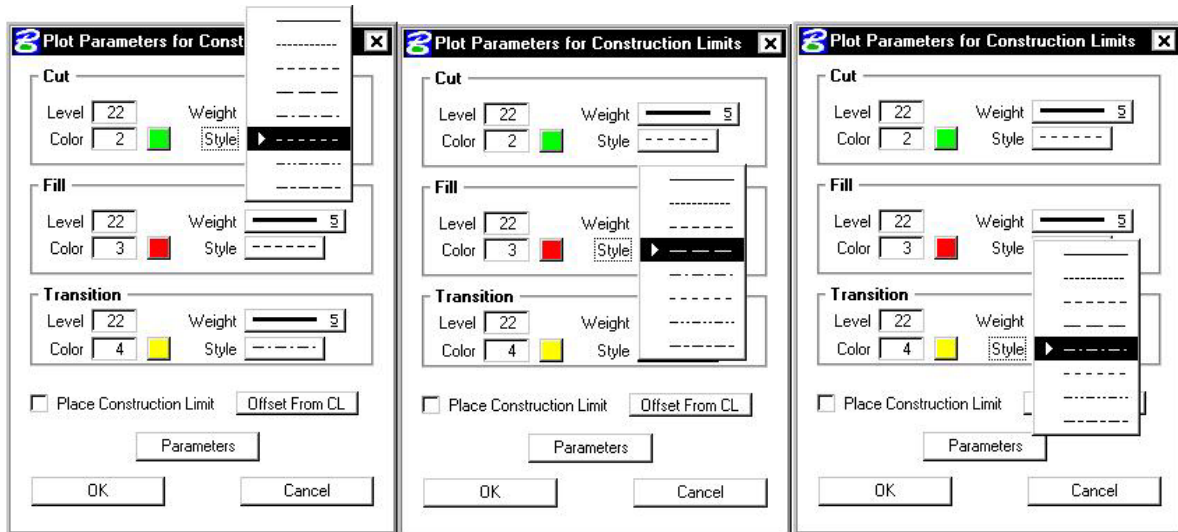 Plot Parameters for Const
Cut
Level 22 Weight
Color 2 Style
Fill
Level 22 Weight 5
Color 3 Style
Transition
Level 22 Weight 5
Color 4 Style
Place Construction Limit Offset From CL
Parameters
OK Cancel
Plot Parameters for Construction Limits
Cut
Level 22 Weight 5
Color 2 Style
Fill
Level 22 Weight
Color 3 Style
Transition
Level 22 Weight
Color 4 Style
Place Construction Limit Offset From CL
Parameters
OK Cancel
Plot Parameters for Construction Limits
Cut
Level 22 Weight 5
Color 2 Style
Fill
Level 22 Weight 5
Color 3 Style
Transition
Level 22 Weight
Color 4 Style
Place Construction Limit
Parameters
OK Cancel